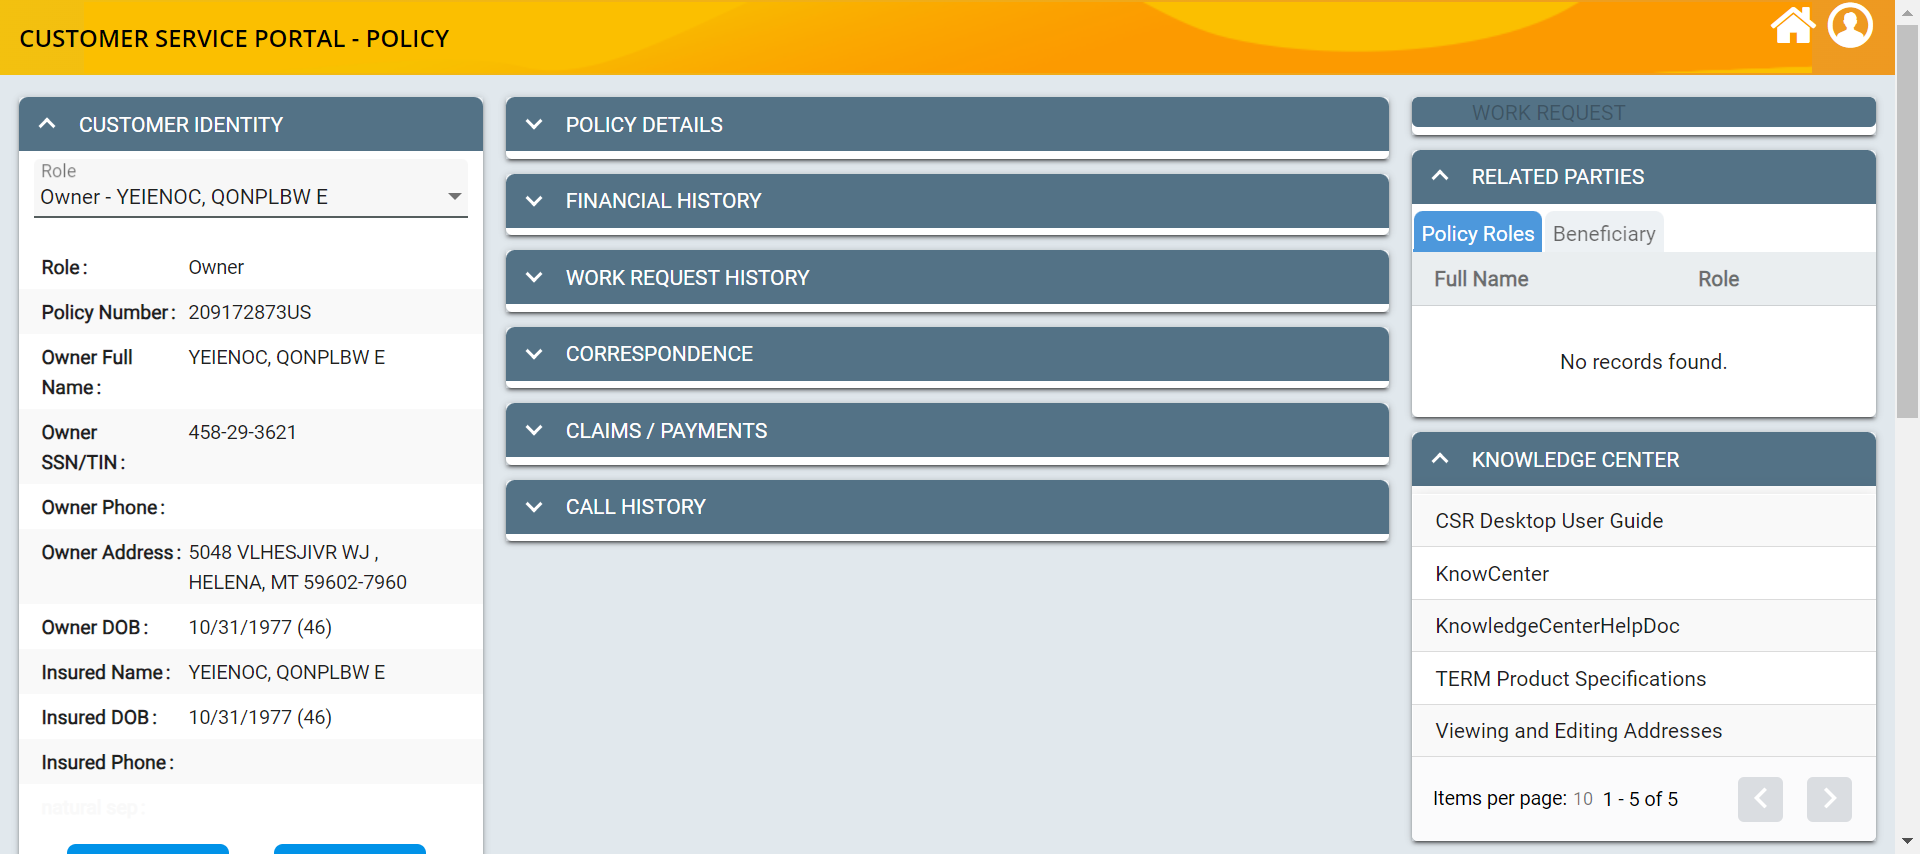 CUSTOMER SERVICE PORTAL - POLICY
CUSTOMER IDENTITY
Role
Owner - YEIENOC, QONPLBW E
Role: Owner
Policy Number: 209172873US
Owner Full YEIENOC, QONPLBW E
Name:
Owner 458-29-3621
SSN/TIN:
Owner Phone:
Owner Address: 5048 VLHESJIVR WJ ,
HELENA, MT 59602-7960
Owner DOB: 10/31/1977 (46)
Insured Name: YEIENOC, QONPLBW E
Insured DOB: 10/31/1977 (46)
Insured Phone:
natural sep:
POLICY DETAILS
FINANCIAL HISTORY
WORK REQUEST HISTORY
CORRESPONDENCE
CLAIMS / PAYMENTS
CALL HISTORY
WORK REQUEST
RELATED PARTIES
Policy Roles Beneficiary
Full Name Role
No records found.
KNOWLEDGE CENTER
CSR Desktop User Guide
KnowCenter
KnowledgeCenterHelpDoc
TERM Product Specifications
Viewing and Editing Addresses
Items per page: 10 1 - 5 of 5